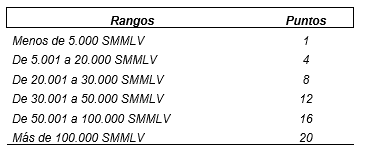 Rangos Puntos
Menos de 5.000 SMMLV 1
De 5.001 a 20.000 SMMLV 4
De 20.001 a 30.000 SMMLV 8
De 30.001 a 50.000 SMMLV 12
De 50.001 a 100.000 SMMLV 16
Más de 100.000 SMMLV 20